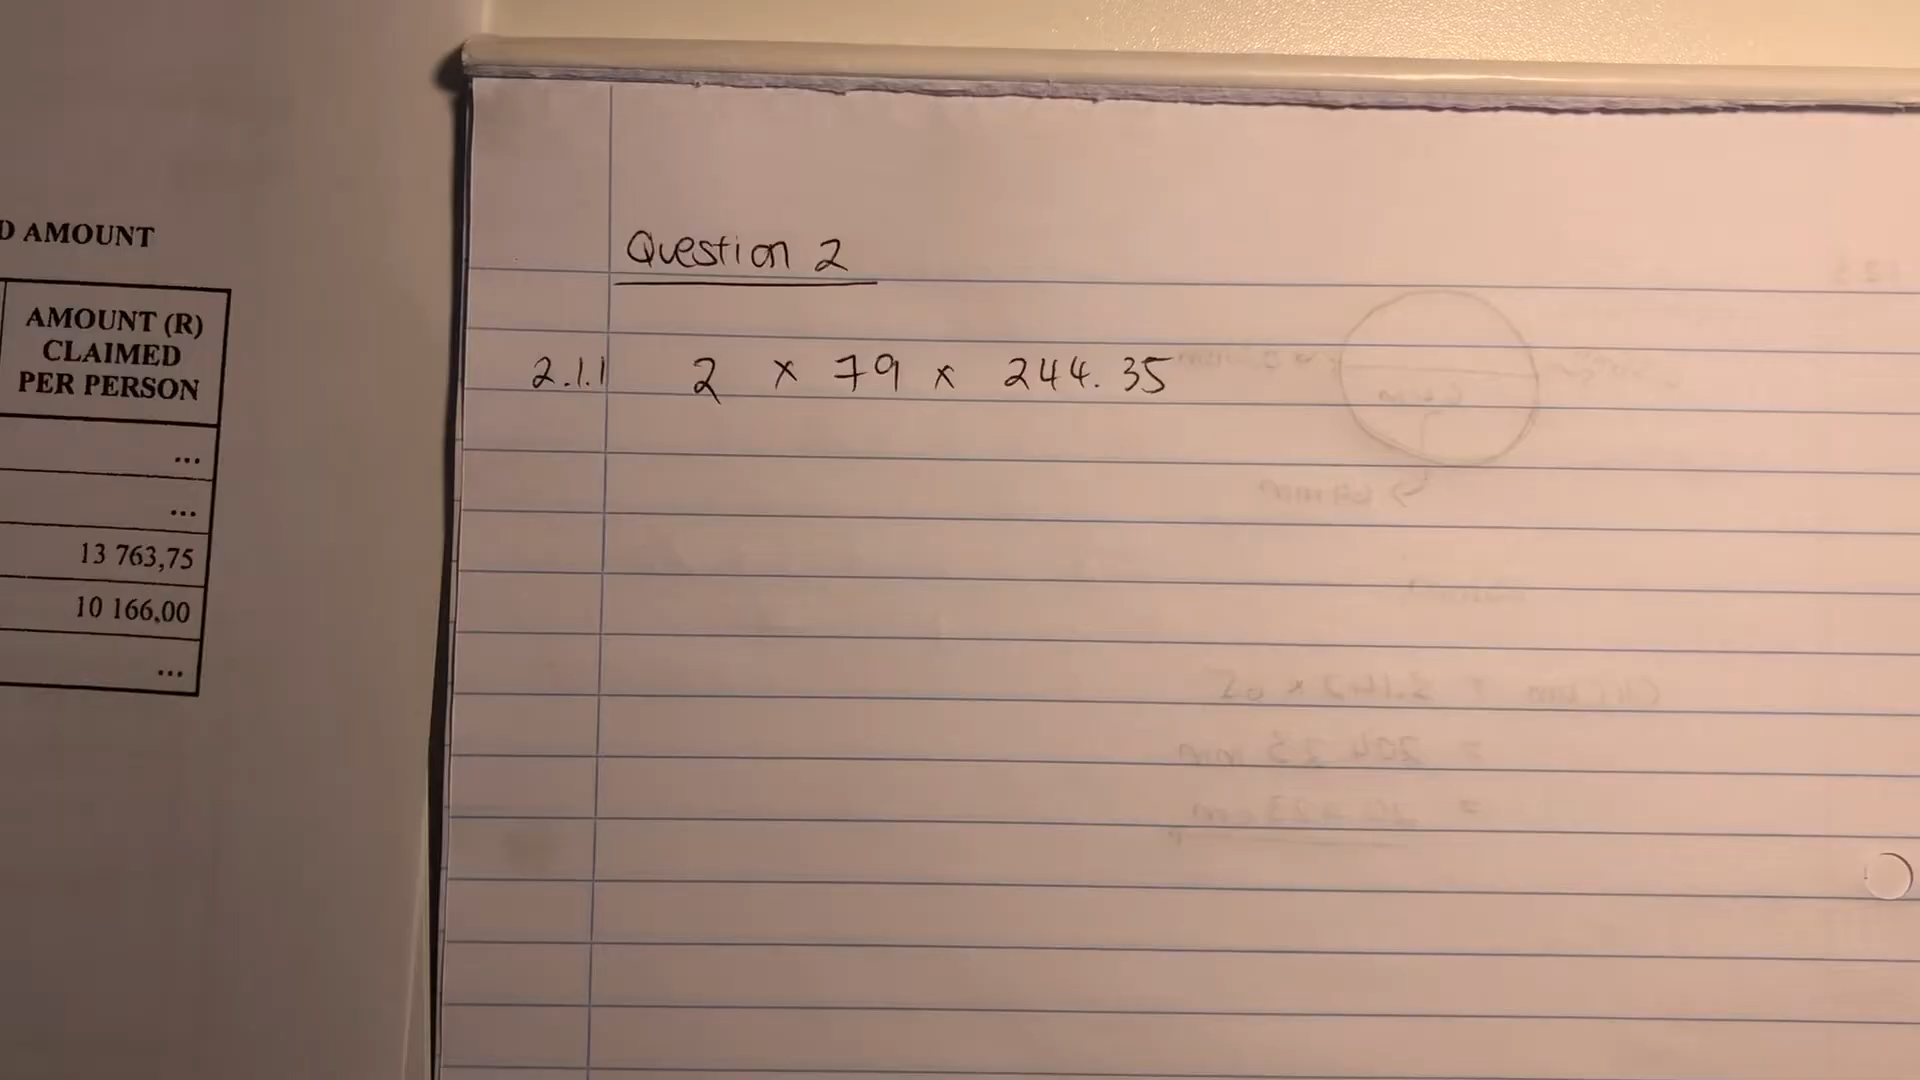 D AMOUNT
AMOUNT (R)
CLAIMED
PER PERSON
...
...
13 763,75
10 166,00
...
Question 2
2.1.1 2 x 79 x 244.35